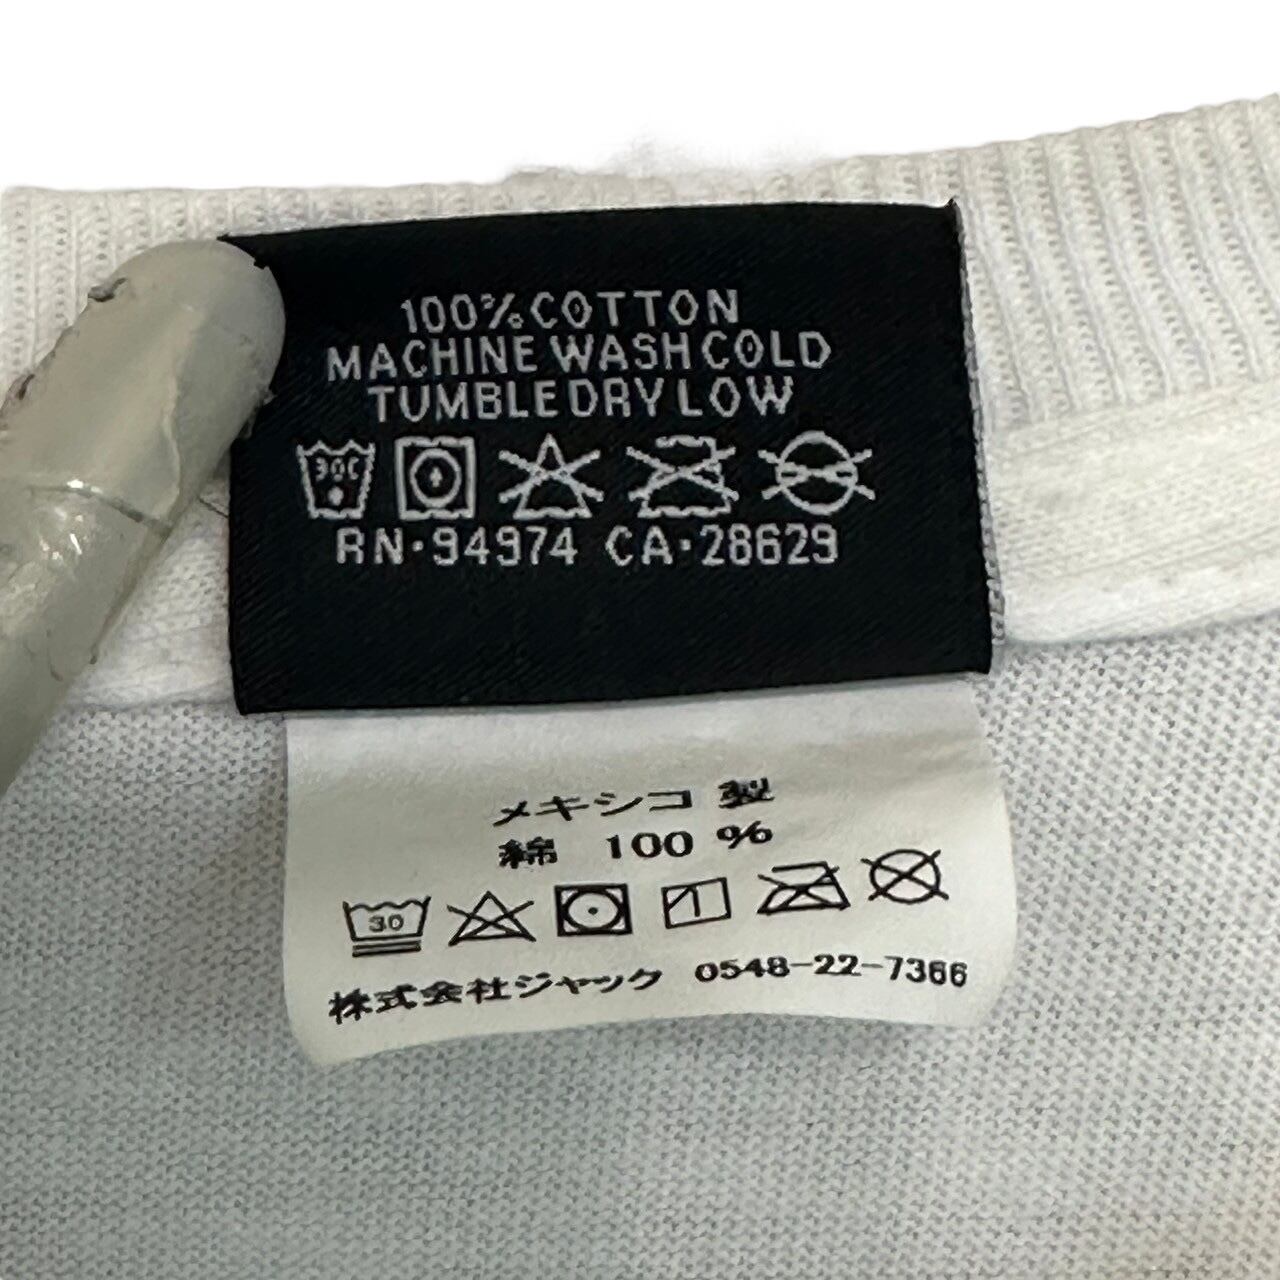 100% COTTON
MACHINE WASH COLD
TUMBLE DRY LOW
30C
RN·94974 CA·28629
メキシコ 製
綿 100 %
30
株式会社ジャック 0548-22-7366